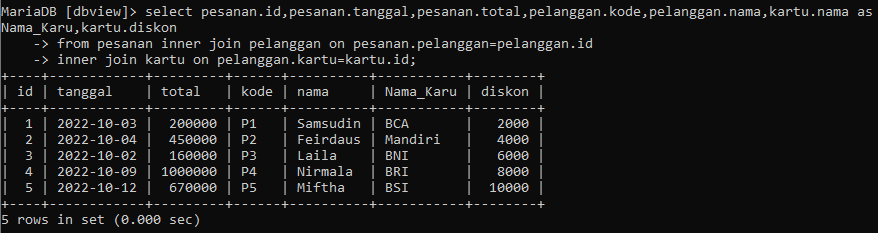 MariaDB [dbview]> select pesanan.id,pesanan.tanggal,pesanan.total,pelanggan.kode,pelanggan.nama,kartu.nama as
Nama_Karu,kartu.diskon
    -> from pesanan inner join pelanggan on pesanan.pelanggan=pelanggan.id
    -> inner join kartu on pelanggan.kartu=kartu.id;
+----+------------+---------+------+----------+-----------+--------+
| id | tanggal    | total   | kode | nama     | Nama_Karu | diskon |
+----+------------+---------+------+----------+-----------+--------+
|  1 | 2022-10-03 |  200000 | P1   | Samsudin | BCA       |   2000 |
|  2 | 2022-10-04 |  450000 | P2   | Feirdaus | Mandiri   |   4000 |
|  3 | 2022-10-02 |  160000 | P3   | Laila    | BNI       |   6000 |
|  4 | 2022-10-09 | 1000000 | P4   | Nirmala  | BRI       |   8000 |
|  5 | 2022-10-12 |  670000 | P5   | Miftha   | BSI       |  10000 |
+----+------------+---------+------+----------+-----------+--------+
5 rows in set (0.000 sec)